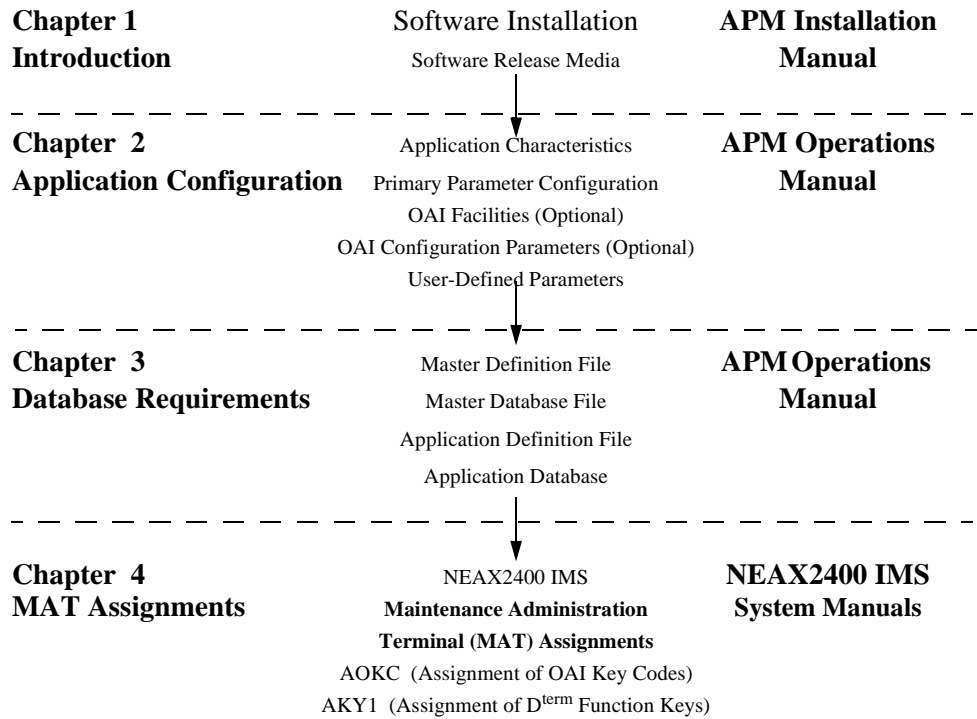 Chapter 1
Introduction
Software Installation
Software Release Media
APM Installation
Manual
Chapter 2
Application Configuration
Application Characteristics
Primary Parameter Configuration
OAI Facilities (Optional)
OAI Configuration Parameters (Optional)
User-Defined Parameters
APM Operations
Manual
Chapter 3
Database Requirements
Master Definition File
Master Database File
Application Definition File
Application Database
APM Operations
Manual
Chapter 4
MAT Assignments
NEAX2400 IMS
Maintenance Administration
Terminal (MAT) Assignments
AOKC (Assignment of OAI Key Codes)
AKY1 (Assignment of Dterm Function Keys)
NEAX2400 IMS
System Manuals